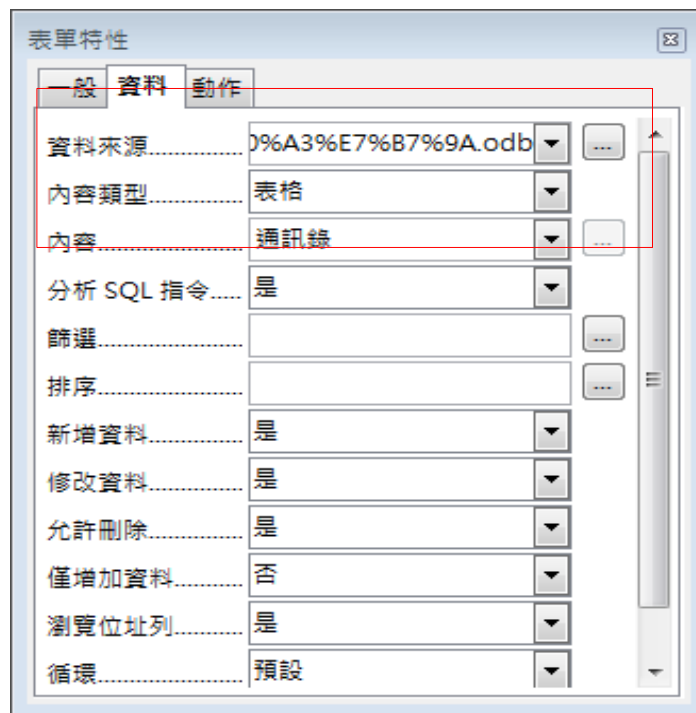 表單特性
一般 資料 動作
資料來源............... 0%A3%E7%B7%9A.odb ...
內容類型............... 表格
內容....................... 通訊錄 ...
分析 SQL 指令..... 是
篩選....................... ...
排序....................... ...
新增資料............... 是
修改資料............... 是
允許刪除............... 是
僅增加資料........... 否
瀏覽位址列........... 是
循環....................... 預設